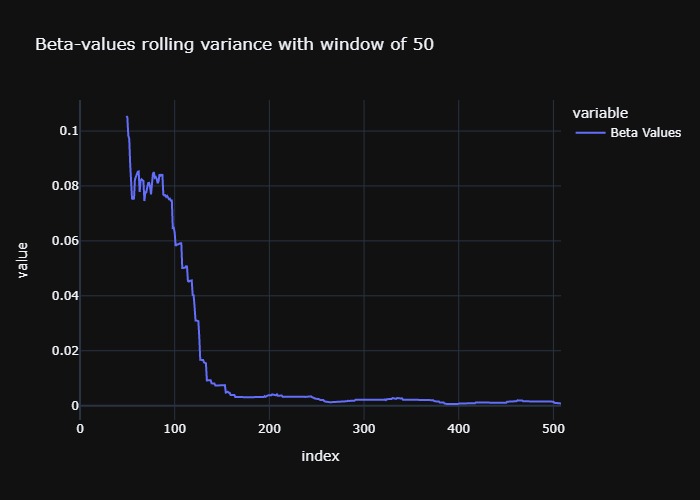 Beta-values rolling variance with window of 50
variable
Beta Values
value
0.1
0.08
0.06
0.04
0.02
0
0 100 200 300 400 500
index